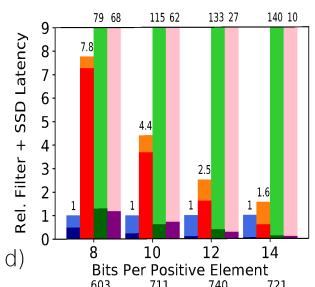 79 68 115 62 133 27 140 10
9
8
7.8
7
6
5
4.4
4
3
2.5
2
1.6
1 1 1 1
1
0
8 10 12 14
Rel. Filter + SSD Latency
Bits Per Positive Element
d)
603 711 740 721